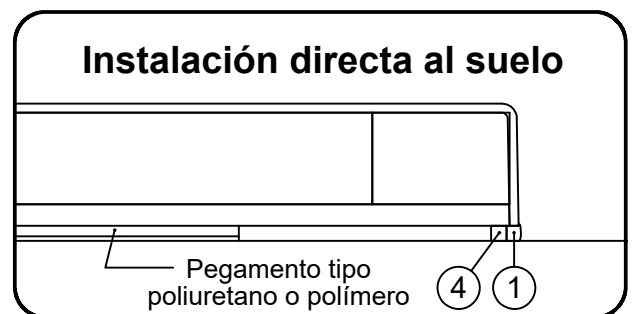 Instalación directa al suelo
Pegamento tipo
poliuretano o polímero
4
1